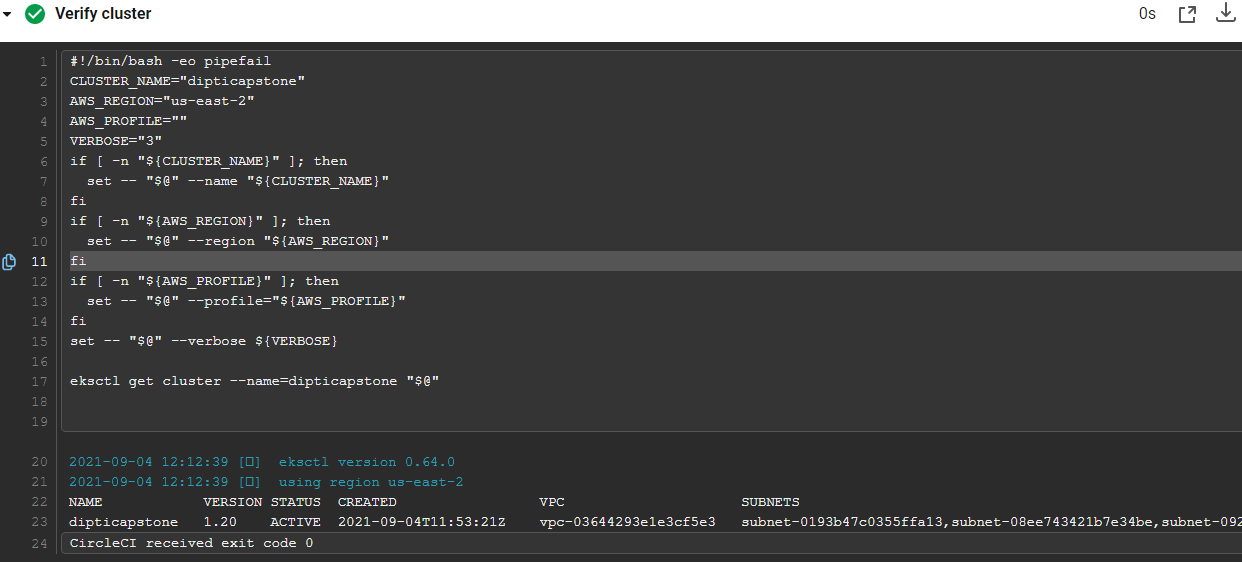 Verify cluster 0s
1 #!/bin/bash -eo pipefail
2 CLUSTER_NAME="dipticapstone"
3 AWS_REGION="us-east-2"
4 AWS_PROFILE=""
5 VERBOSE="3"
6 if [ -n "${CLUSTER_NAME}" ]; then
7   set -- "$@" --name "${CLUSTER_NAME}"
8 fi
9 if [ -n "${AWS_REGION}" ]; then
10   set -- "$@" --region "${AWS_REGION}"
11 fi
12 if [ -n "${AWS_PROFILE}" ]; then
13   set -- "$@" --profile="${AWS_PROFILE}"
14 fi
15 set -- "$@" --verbose ${VERBOSE}
16
17 eksctl get cluster --name=dipticapstone "$@"
18
19
20 2021-09-04 12:12:39 [□]  eksctl version 0.64.0
21 2021-09-04 12:12:39 [□]  using region us-east-2
22 NAME VERSION STATUS CREATED VPC SUBNETS
23 dipticapstone 1.20 ACTIVE 2021-09-04T11:53:21Z vpc-03644293e1e3cf5e3 subnet-0193b47c0355ffa13,subnet-08ee743421b7e34be,subnet-092
24 CircleCI received exit code 0